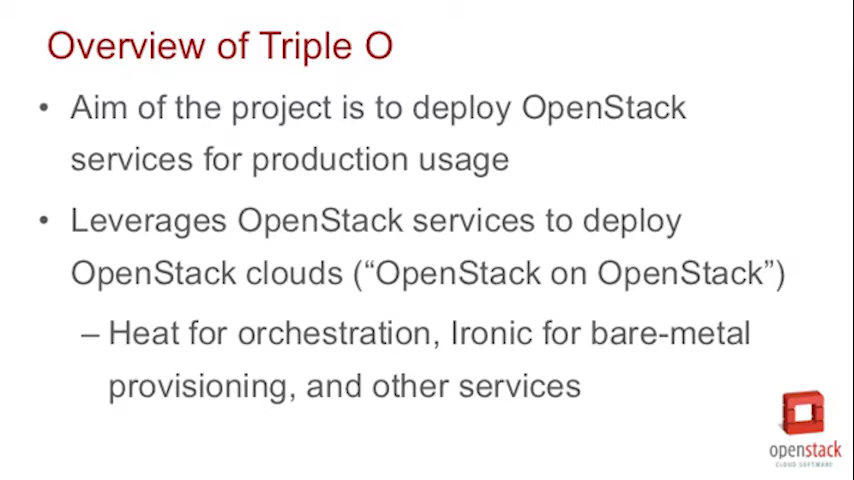 Overview of Triple O
• Aim of the project is to deploy OpenStack
services for production usage
• Leverages OpenStack services to deploy
OpenStack clouds (“OpenStack on OpenStack”)
– Heat for orchestration, Ironic for bare-metal
provisioning, and other services
openstack
CLOUD SOFTWARE